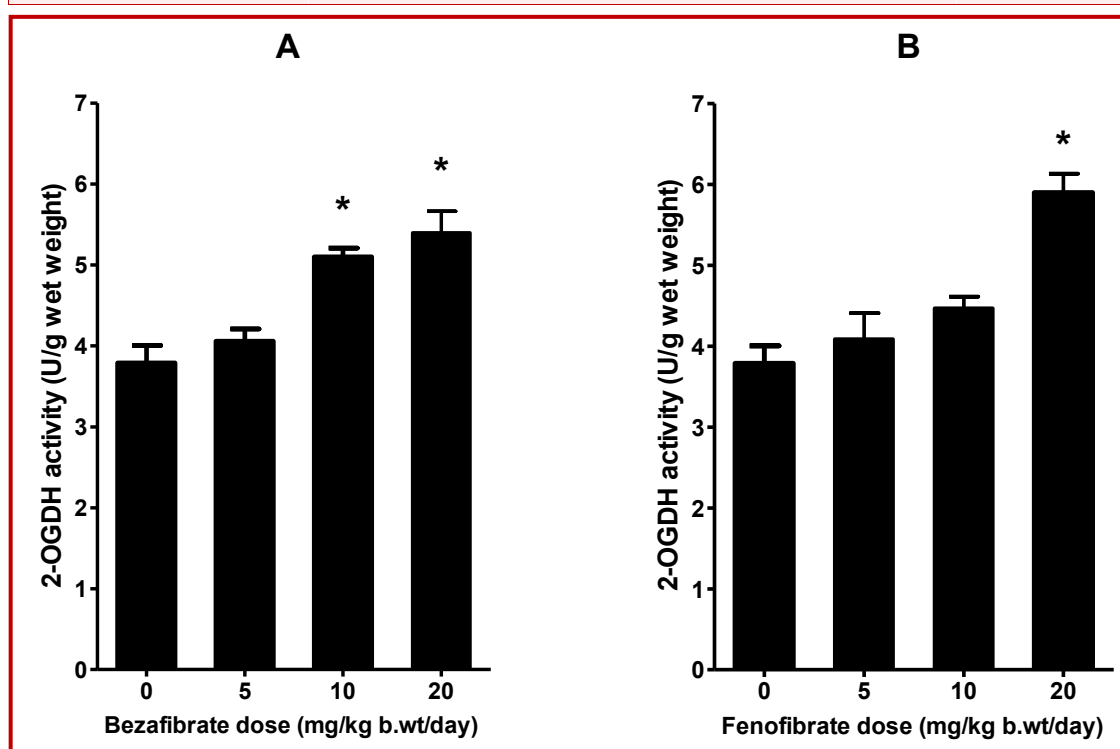 A
2-OGDH activity (U/g wet weight)
7
6
5
4
3
2
1
0
*
*
0 5 10 20
Bezafibrate dose (mg/kg b.wt/day)
B
2-OGDH activity (U/g wet weight)
7
6
5
4
3
2
1
0
*
0 5 10 20
Fenofibrate dose (mg/kg b.wt/day)